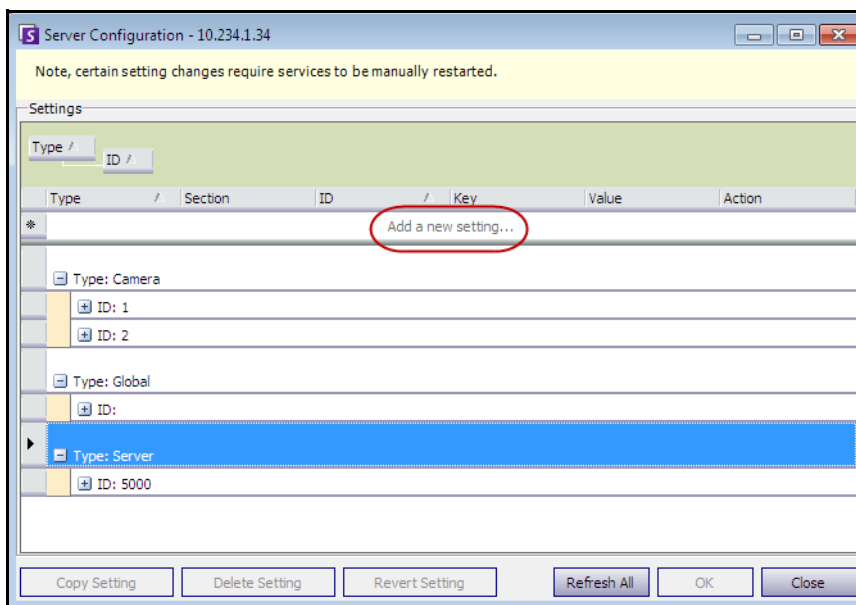 Server Configuration - 10.234.1.34
Note, certain setting changes require services to be manually restarted.
Settings
Type
ID
Type Section ID Key Value Action
Add a new setting...
Type: Camera
ID: 1
ID: 2
Type: Global
ID:
Type: Server
ID: 5000
Copy Setting Delete Setting Revert Setting Refresh All OK Close